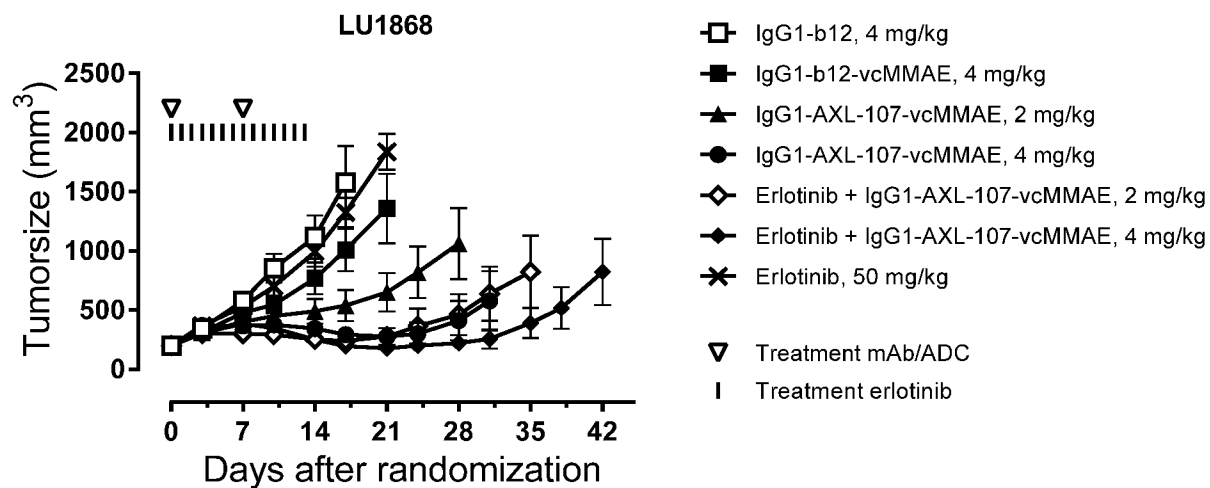 LU1868
Tumorsize (mm³)
2500
2000
1500
1000
500
0
0 7 14 21 28 35 42
Days after randomization
IgG1-b12, 4 mg/kg
IgG1-b12-vcMMAE, 4 mg/kg
IgG1-AXL-107-vcMMAE, 2 mg/kg
IgG1-AXL-107-vcMMAE, 4 mg/kg
Erlotinib + IgG1-AXL-107-vcMMAE, 2 mg/kg
Erlotinib + IgG1-AXL-107-vcMMAE, 4 mg/kg
Erlotinib, 50 mg/kg
Treatment mAb/ADC
Treatment erlotinib